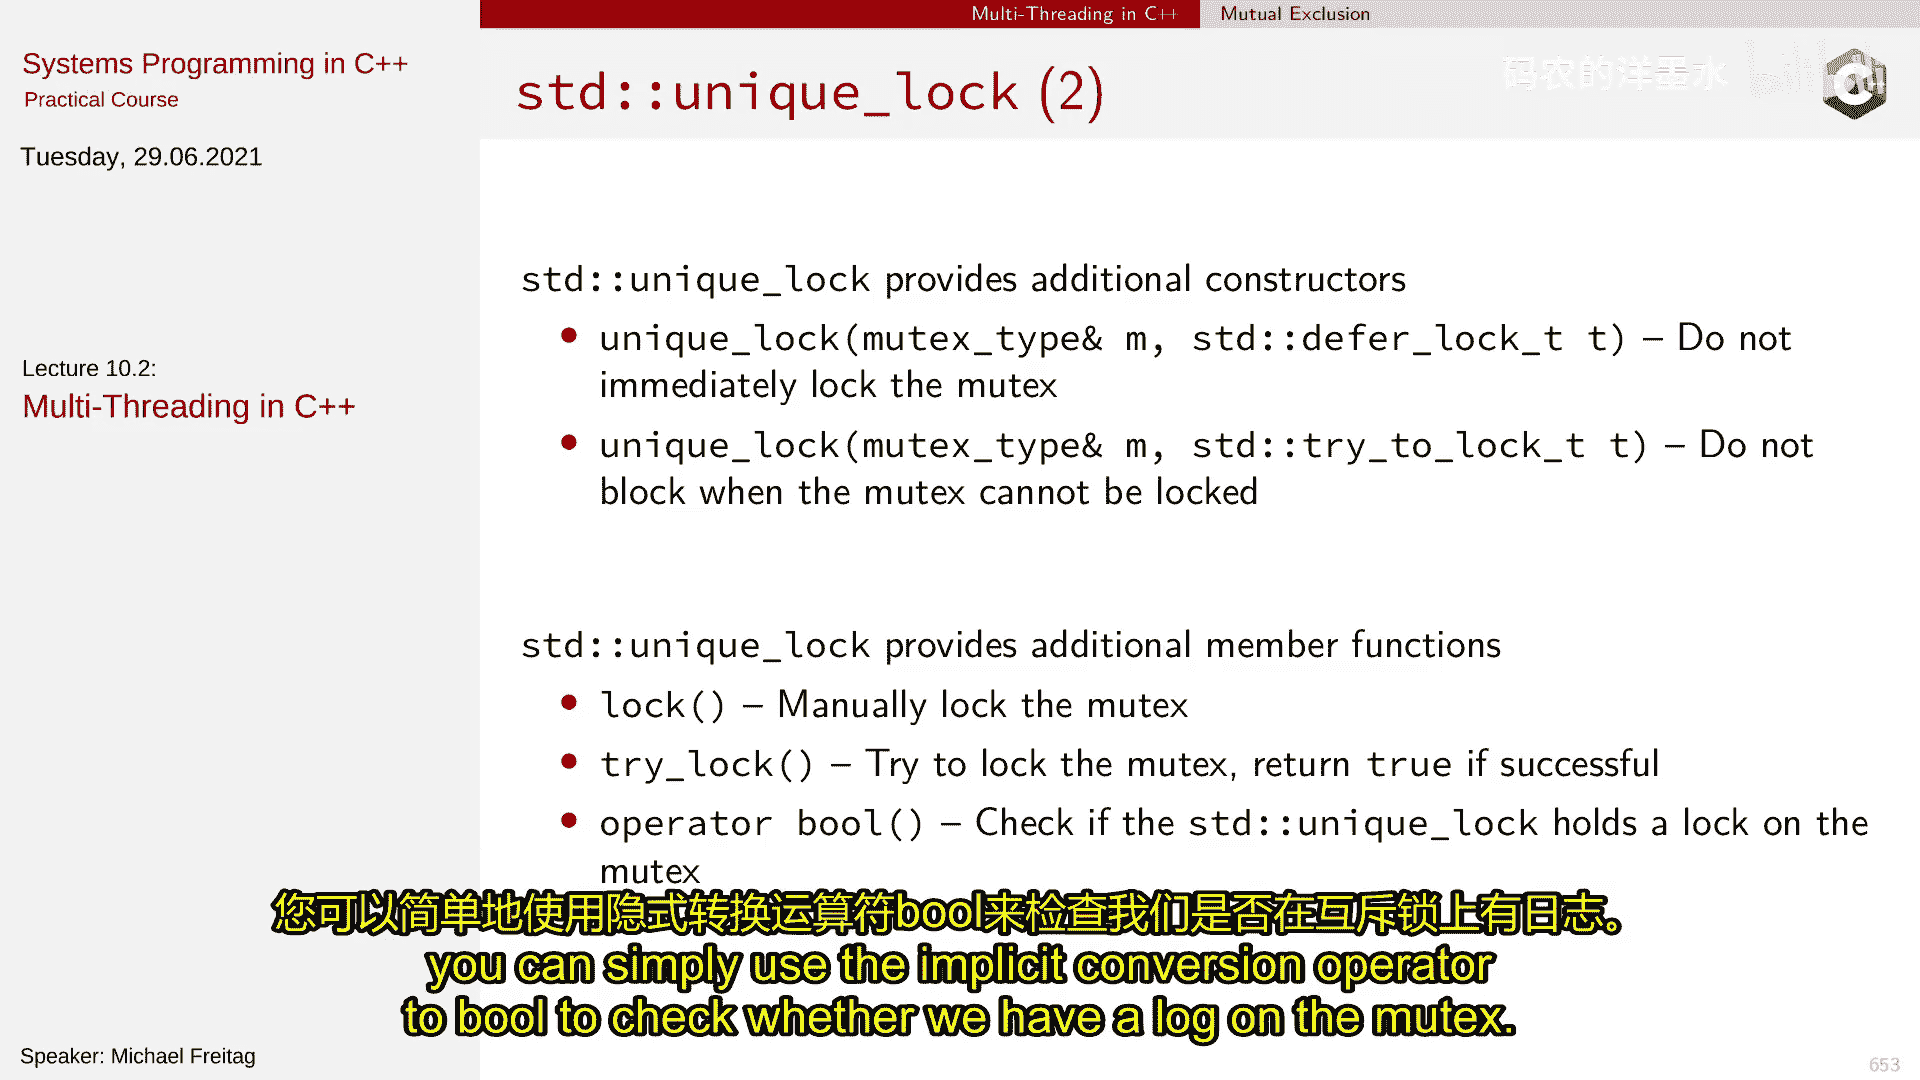 Multi-Threading in C++
Mutual Exclusion
Systems Programming in C++
Practical Course
Tuesday, 29.06.2021
Lecture 10.2:
Multi-Threading in C++
Speaker: Michael Freitag
std::unique_lock (2)
码农的洋墨水
std::unique_lock provides additional constructors
• unique_lock(mutex_type& m, std::defer_lock_t t) – Do not
immediately lock the mutex
• unique_lock(mutex_type& m, std::try_to_lock_t t) – Do not
block when the mutex cannot be locked
std::unique_lock provides additional member functions
• lock() – Manually lock the mutex
• try_lock() – Try to lock the mutex, return true if successful
• operator bool() – Check if the std::unique_lock holds a lock on the
mutex
您可以简单地使用隐式转换运算符bool来检查我们是否在互斥锁上有日志。
you can simply use the implicit conversion operator
to bool to check whether we have a log on the mutex.
653